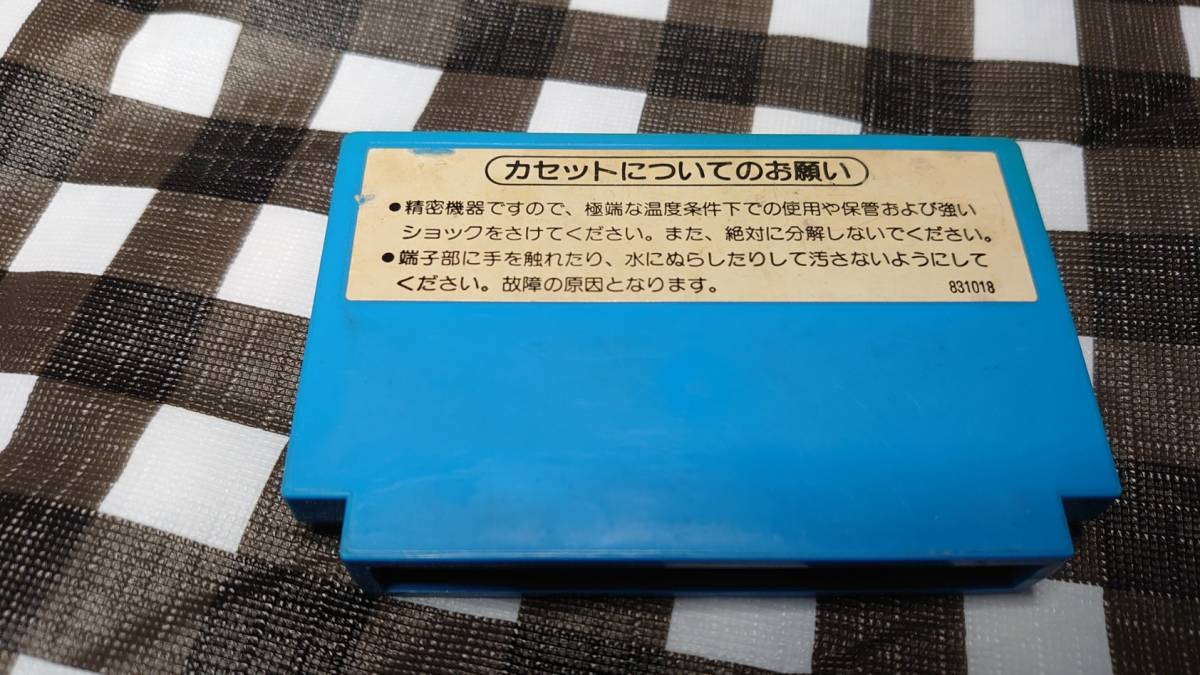 カセットについてのお願い
●精密機器ですので、極端な温度条件下での使用や保管および強い
ショックをさけてください。また、絶対に分解しないでください。
●端子部に手を触れたり、水にぬらしたりして汚さないようにして
ください。故障の原因となります。
831018